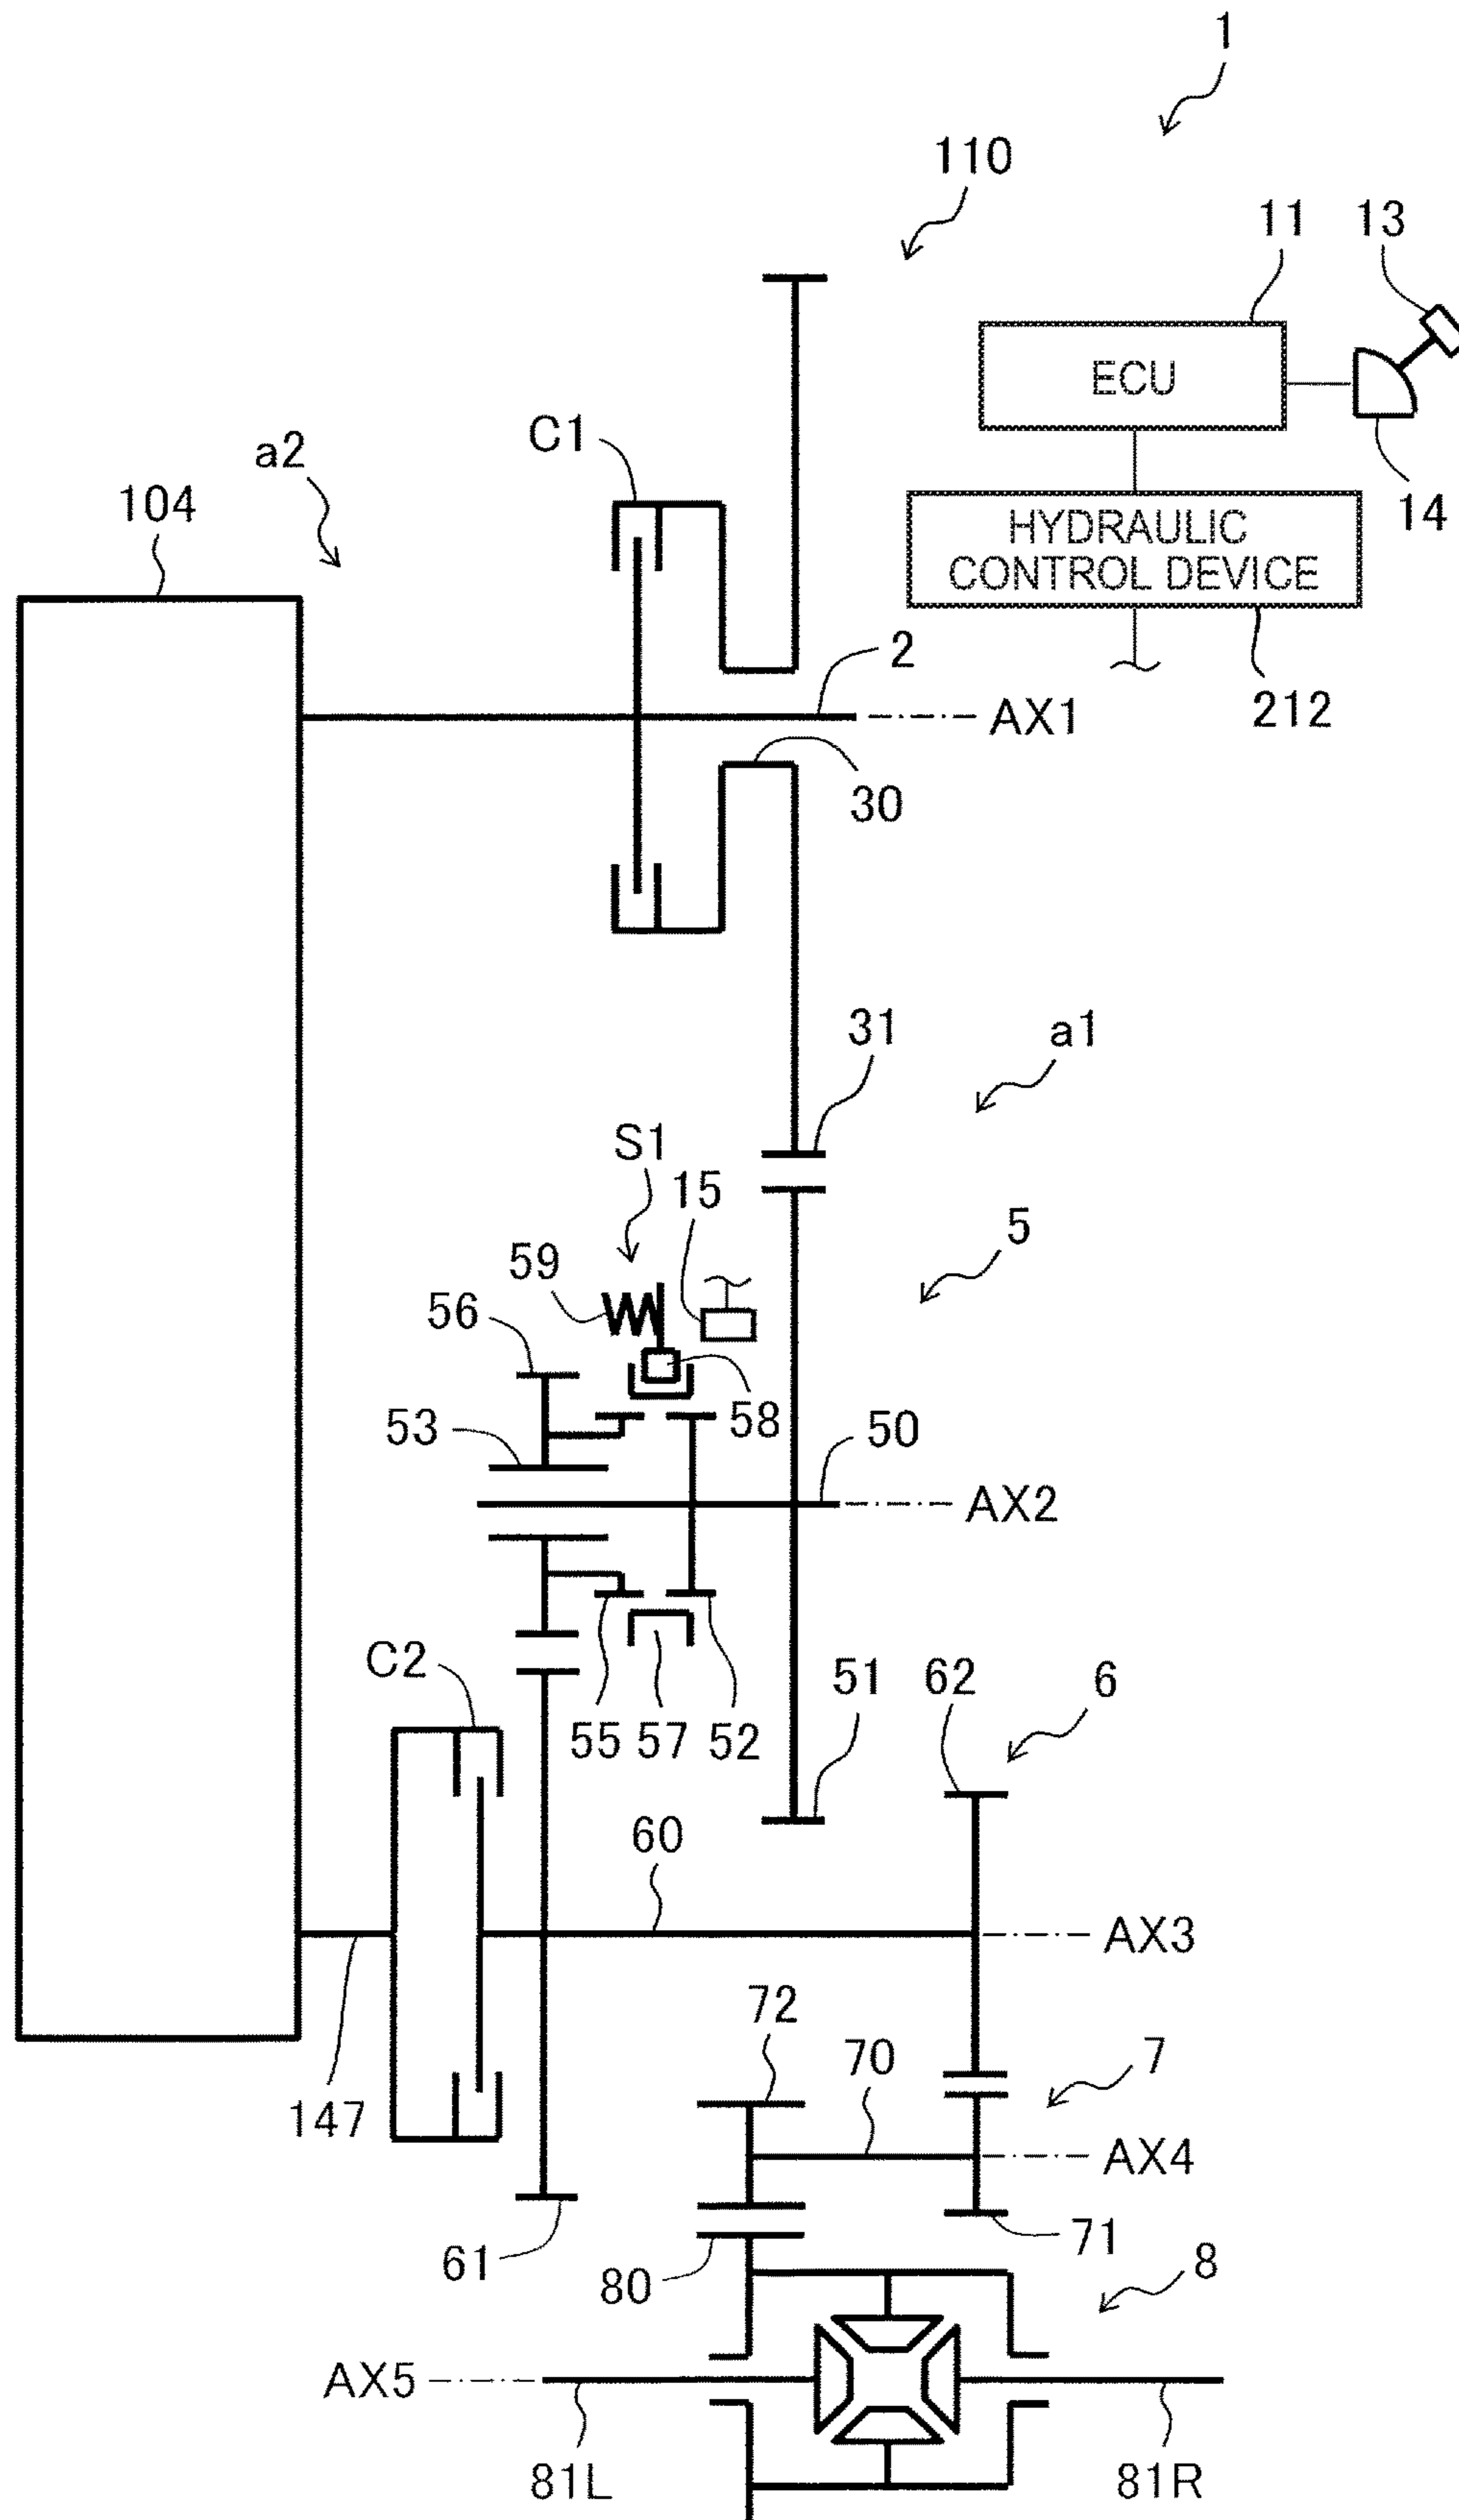 1
110
11
13
ECU
14
C1
a2
104
HYDRAULIC
CONTROL DEVICE
212
2
AX1
30
31
a1
S1
15
5
59
56
53
58
50
AX2
C2
55
57
52
51
62
6
60
AX3
72
70
7
147
AX4
61
80
71
8
AX5
81L
81R